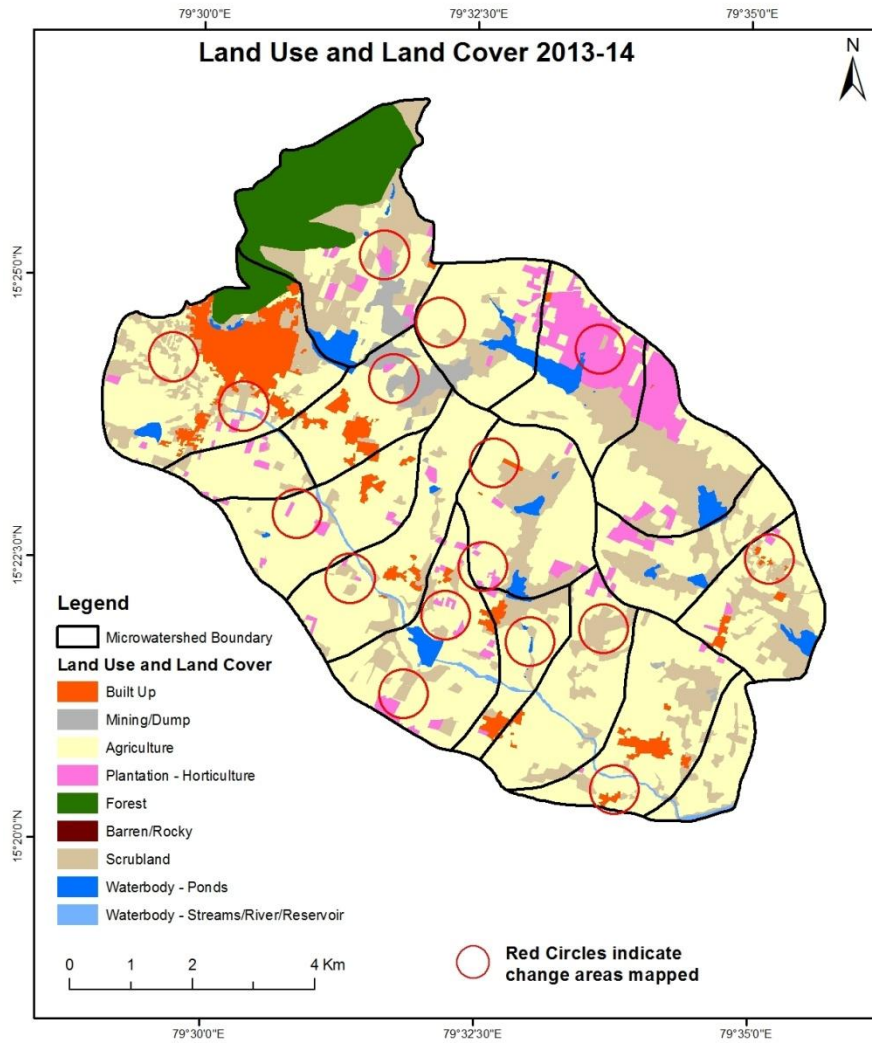 79°30'0"E 79°32'30"E 79°35'0"E
Land Use and Land Cover 2013-14
N
15°25'0"N
15°22'30"N
15°20'0"N
Legend
Microwatershed Boundary
Land Use and Land Cover
Built Up
Mining/Dump
Agriculture
Plantation - Horticulture
Forest
Barren/Rocky
Scrubland
Waterbody - Ponds
Waterbody - Streams/River/Reservoir
0 1 2 4 Km
Red Circles indicate
change areas mapped
79°30'0"E 79°32'30"E 79°35'0"E